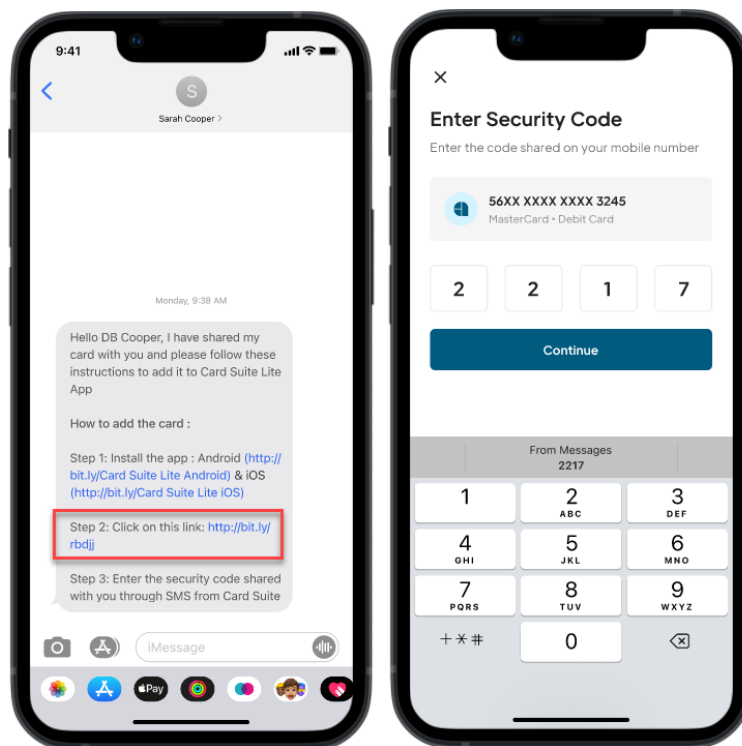 9:41
S
Sarah Cooper >
Monday, 9:38 AM
Hello DB Cooper, I have shared my
card with you and please follow these
instructions to add it to Card Suite Lite
App
How to add the card :
Step 1: Install the app : Android (http://
bit.ly/Card Suite Lite Android) & iOS
(http://bit.ly/Card Suite Lite iOS)
Step 2: Click on this link: http://bit.ly/
rbdjj
Step 3: Enter the security code shared
with you through SMS from Card Suite
iMessage
Pay
Enter Security Code
Enter the code shared on your mobile number
56XX XXXX XXXX 3245
MasterCard • Debit Card
2 2 1 7
Continue
From Messages
2217
1 2 3
ABC DEF
4 5 6
GHI JKL MNO
7 8 9
PQRS TUV WXYZ
+*# 0